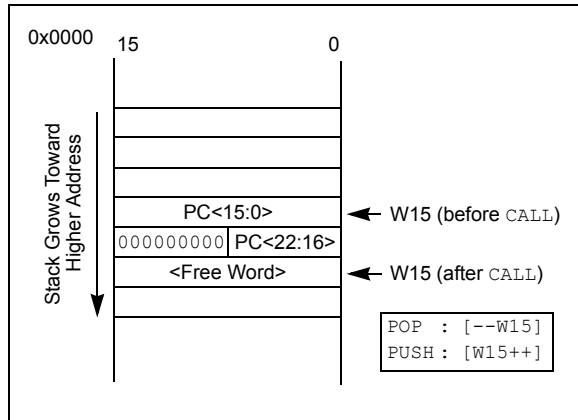 0x0000
15 0
Stack Grows Toward
Higher Address
PC<15:0>
W15 (before CALL)
000000000 PC<22:16>
<Free Word>
W15 (after CALL)
POP : [--W15]
PUSH : [W15++]